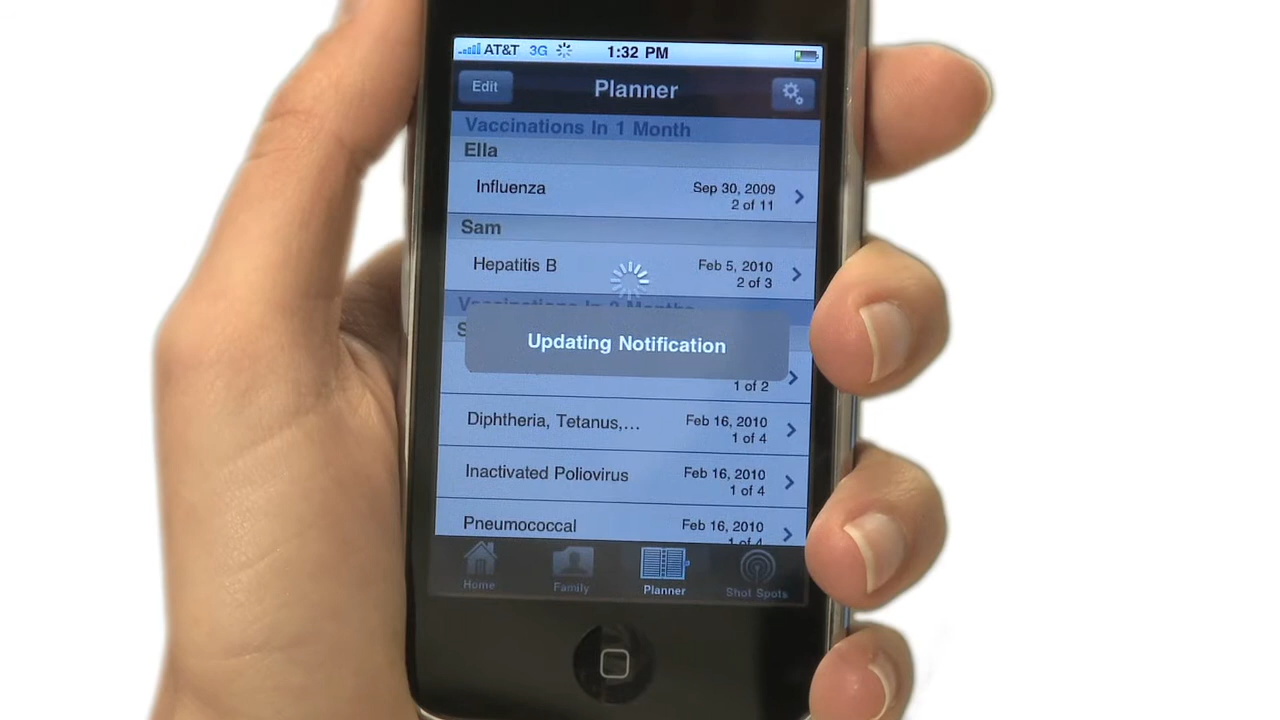 AT&T 3G 1:32 PM
Edit Planner
Vaccinations In 1 Month
Ella
Influenza Sep 30, 2009
2 of 11
Sam
Hepatitis B Feb 5, 2010
2 of 3
Vaccinations In 2 Months
S
Updating Notification
1 of 2
Diphtheria, Tetanus,... Feb 16, 2010
1 of 4
Inactivated Poliovirus Feb 16, 2010
1 of 4
Pneumococcal Feb 16, 2010
1 of 4
Home Family Planner Shot Spots